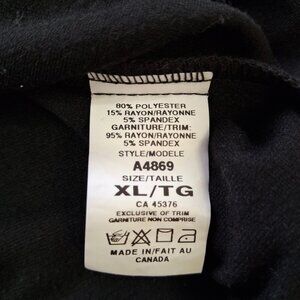 80% POLYESTER
15% RAYON/RAYONNE
5% SPANDEX
GARNITURE/TRIM:
95% RAYON/RAYONNE
5% SPANDEX
STYLE/MODELE
A4869
SIZE/TAILLE
XL/TG
CA 45376
EXCLUSIVE OF TRIM
GARNITURE NON COMPRISE
MADE IN/FAIT AU
CANADA